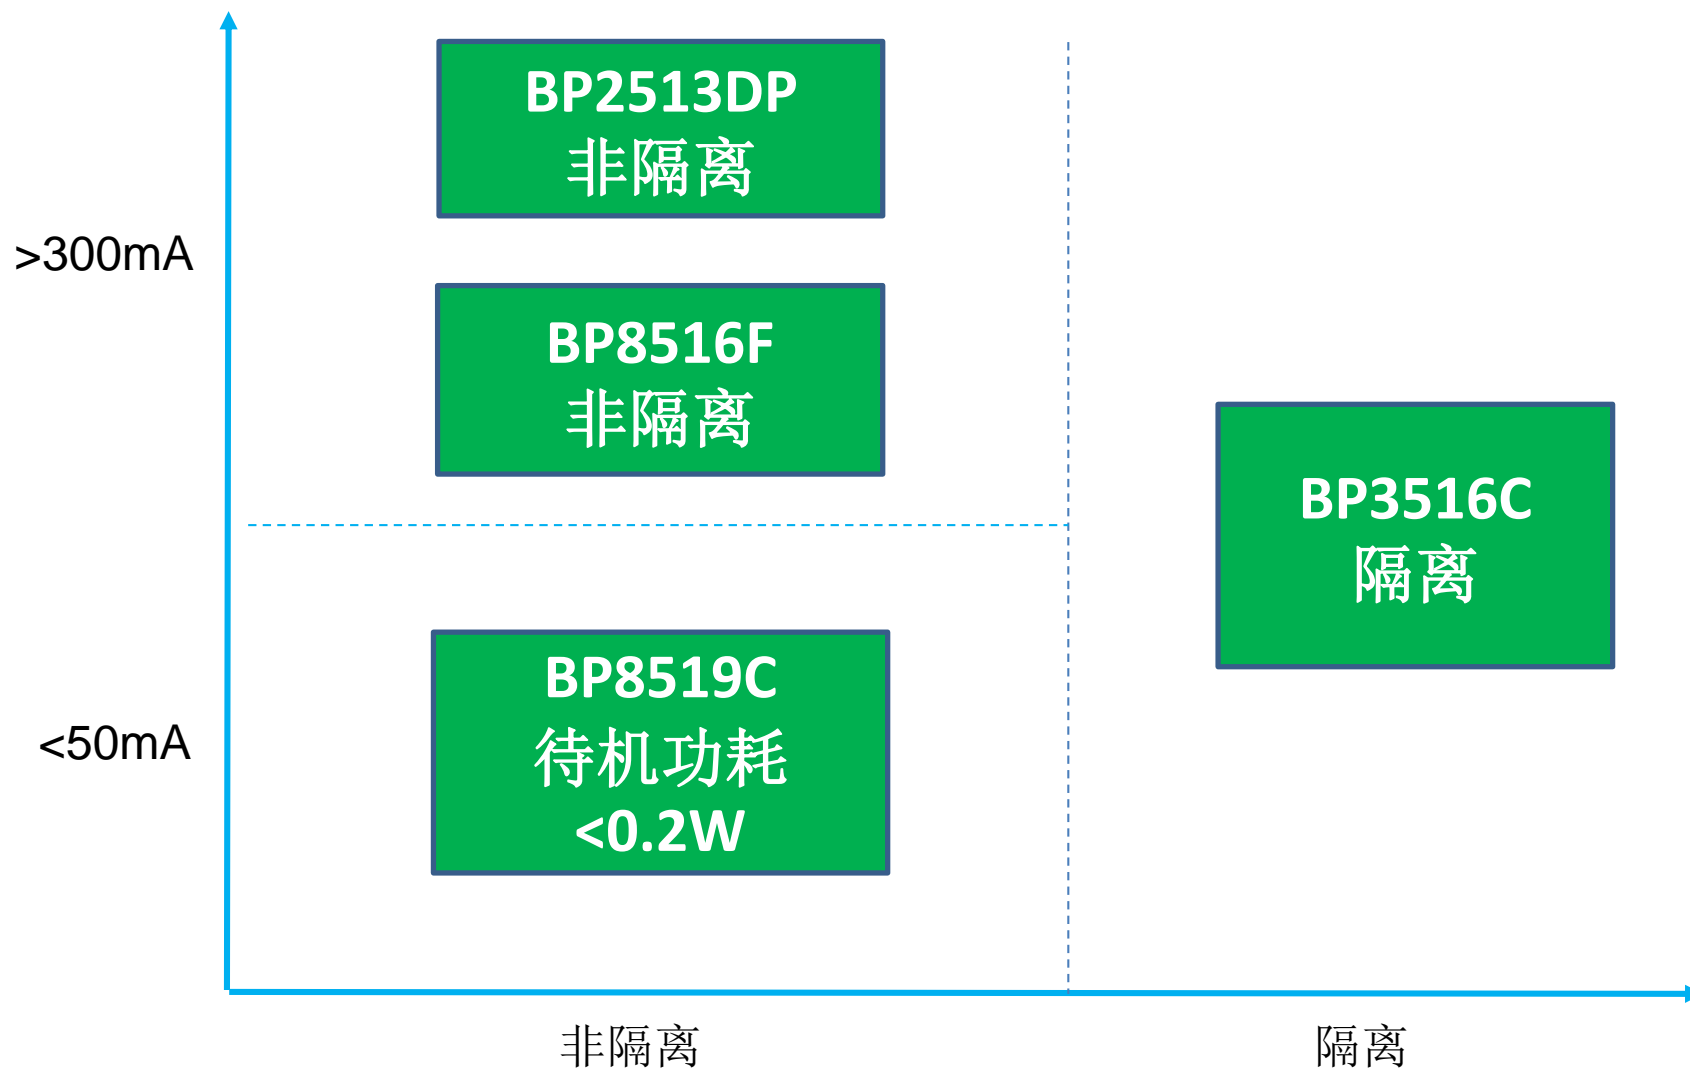 BP2513DP
非隔离
>300mA
BP8516F
非隔离
BP3516C
隔离
BP8519C
待机功耗
<0.2W
<50mA
非隔离
隔离